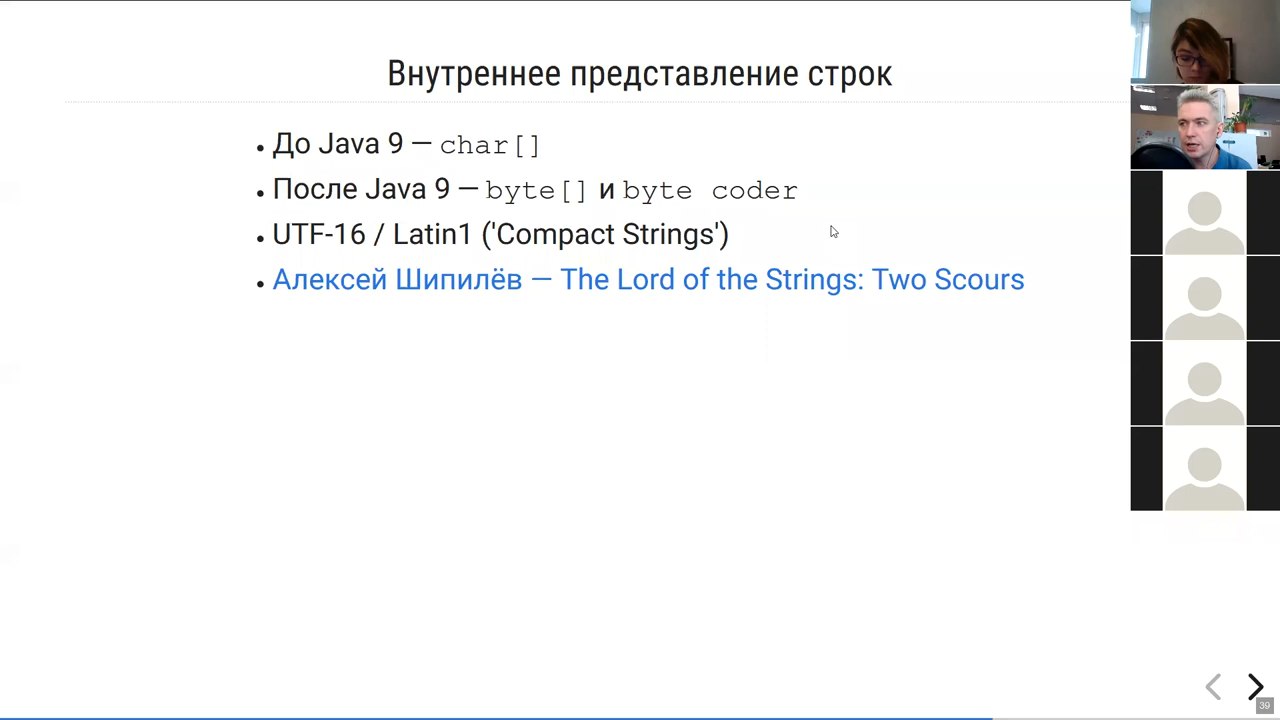 Внутреннее представление строк
До Java 9 — char[]
После Java 9 — byte[] и byte coder
UTF-16 / Latin1 ('Compact Strings')
Алексей Шипилёв — The Lord of the Strings: Two Scours
39